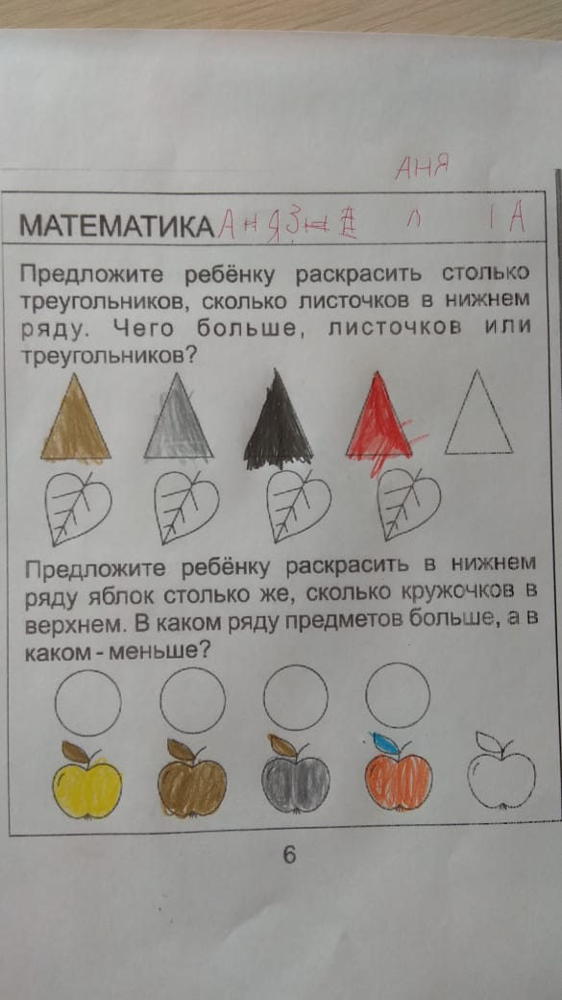 АНЯ
МАТЕМАТИКА
Предложите ребёнку раскрасить столько
треугольников, сколько листочков в нижнем
ряду. Чего больше, листочков или
треугольников?
Предложите ребёнку раскрасить в нижнем
ряду яблок столько же, сколько кружочков в
верхнем. В каком ряду предметов больше, а в
каком - меньше?
6